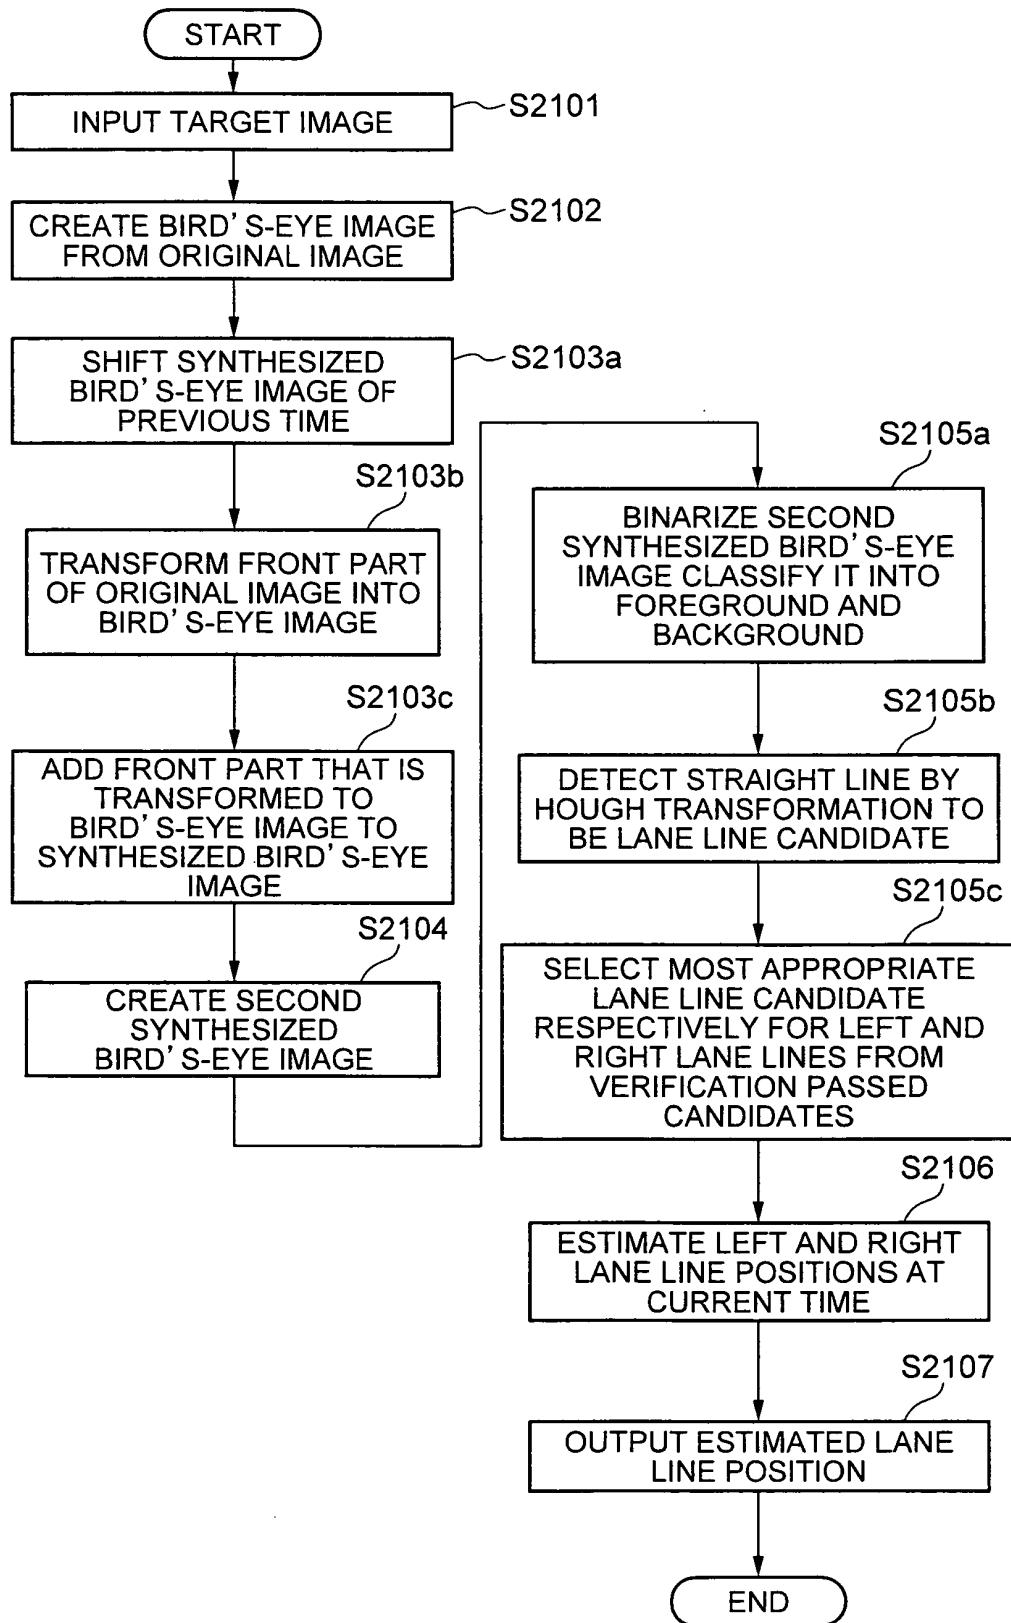 START
INPUT TARGET IMAGE
S2101
CREATE BIRD'S-EYE IMAGE
FROM ORIGINAL IMAGE
S2102
SHIFT SYNTHESIZED
BIRD'S-EYE IMAGE OF
PREVIOUS TIME
S2103a
S2103b
TRANSFORM FRONT PART
OF ORIGINAL IMAGE INTO
BIRD'S-EYE IMAGE
S2103c
ADD FRONT PART THAT IS
TRANSFORMED TO
BIRD'S-EYE IMAGE TO
SYNTHESIZED BIRD'S-EYE
IMAGE
S2104
CREATE SECOND
SYNTHESIZED
BIRD'S-EYE IMAGE
S2105a
BINARIZE SECOND
SYNTHESIZED BIRD'S-EYE
IMAGE CLASSIFY IT INTO
FOREGROUND AND
BACKGROUND
S2105b
DETECT STRAIGHT LINE BY
HOUGH TRANSFORMATION TO
BE LANE LINE CANDIDATE
S2105c
SELECT MOST APPROPRIATE
LANE LINE CANDIDATE
RESPECTIVELY FOR LEFT AND
RIGHT LANE LINES FROM
VERIFICATION PASSED
CANDIDATES
S2106
ESTIMATE LEFT AND RIGHT
LANE LINE POSITIONS AT
CURRENT TIME
S2107
OUTPUT ESTIMATED LANE
LINE POSITION
END